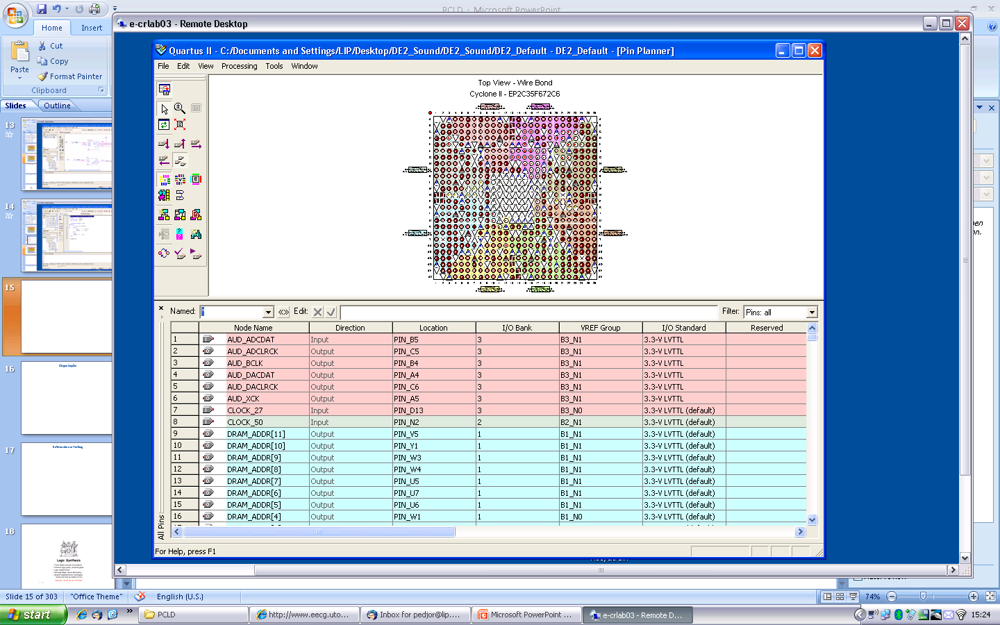 PCLD - Microsoft PowerPoint
Home Insert
Cut
Copy
Format Painter
Paste
Clipboard
Slides Outline
13
14
15
16
17
18
Logic Synthesis
e-crlab03 - Remote Desktop
Quartus II - C:/Documents and Settings/LIP/Desktop/DE2_Sound/DE2_Sound/DE2_Default - DE2_Default - [Pin Planner]
File Edit View Processing Tools Window
Top View - Wire Bond
Cyclone II - EP2C35F672C6
Named: * Edit: Filter: Pins: all
Node Name Direction Location I/O Bank VREF Group I/O Standard Reserved
1 AUD_ADCDAT Input PIN_B5 3 B3_N1 3.3-V LVTTL
2 AUD_ADCLRCK Output PIN_C5 3 B3_N1 3.3-V LVTTL
3 AUD_BCLK Output PIN_B4 3 B3_N1 3.3-V LVTTL
4 AUD_DACDAT Output PIN_A4 3 B3_N1 3.3-V LVTTL
5 AUD_DACLRCK Output PIN_C6 3 B3_N1 3.3-V LVTTL
6 AUD_XCK Output PIN_A5 3 B3_N1 3.3-V LVTTL
7 CLOCK_27 Input PIN_D13 3 B3_N0 3.3-V LVTTL (default)
8 CLOCK_50 Input PIN_N2 2 B2_N1 3.3-V LVTTL (default)
9 DRAM_ADDR[11] Output PIN_V5 1 B1_N1 3.3-V LVTTL (default)
10 DRAM_ADDR[10] Output PIN_Y1 1 B1_N1 3.3-V LVTTL (default)
11 DRAM_ADDR[9] Output PIN_W3 1 B1_N1 3.3-V LVTTL (default)
12 DRAM_ADDR[8] Output PIN_W4 1 B1_N1 3.3-V LVTTL (default)
13 DRAM_ADDR[7] Output PIN_U5 1 B1_N1 3.3-V LVTTL (default)
14 DRAM_ADDR[6] Output PIN_U7 1 B1_N1 3.3-V LVTTL (default)
15 DRAM_ADDR[5] Output PIN_U6 1 B1_N1 3.3-V LVTTL (default)
16 DRAM_ADDR[4] Output PIN_W1 1 B1_N0 3.3-V LVTTL (default)
All Pins
For Help, press F1
Slide 15 of 303 "Office Theme" English (U.S.) 74%
start PCLD http://www.eecg.uto... Inbox for pedjor@lip.... Microsoft PowerPoint ... e-crlab03 - Remote D... 15:24